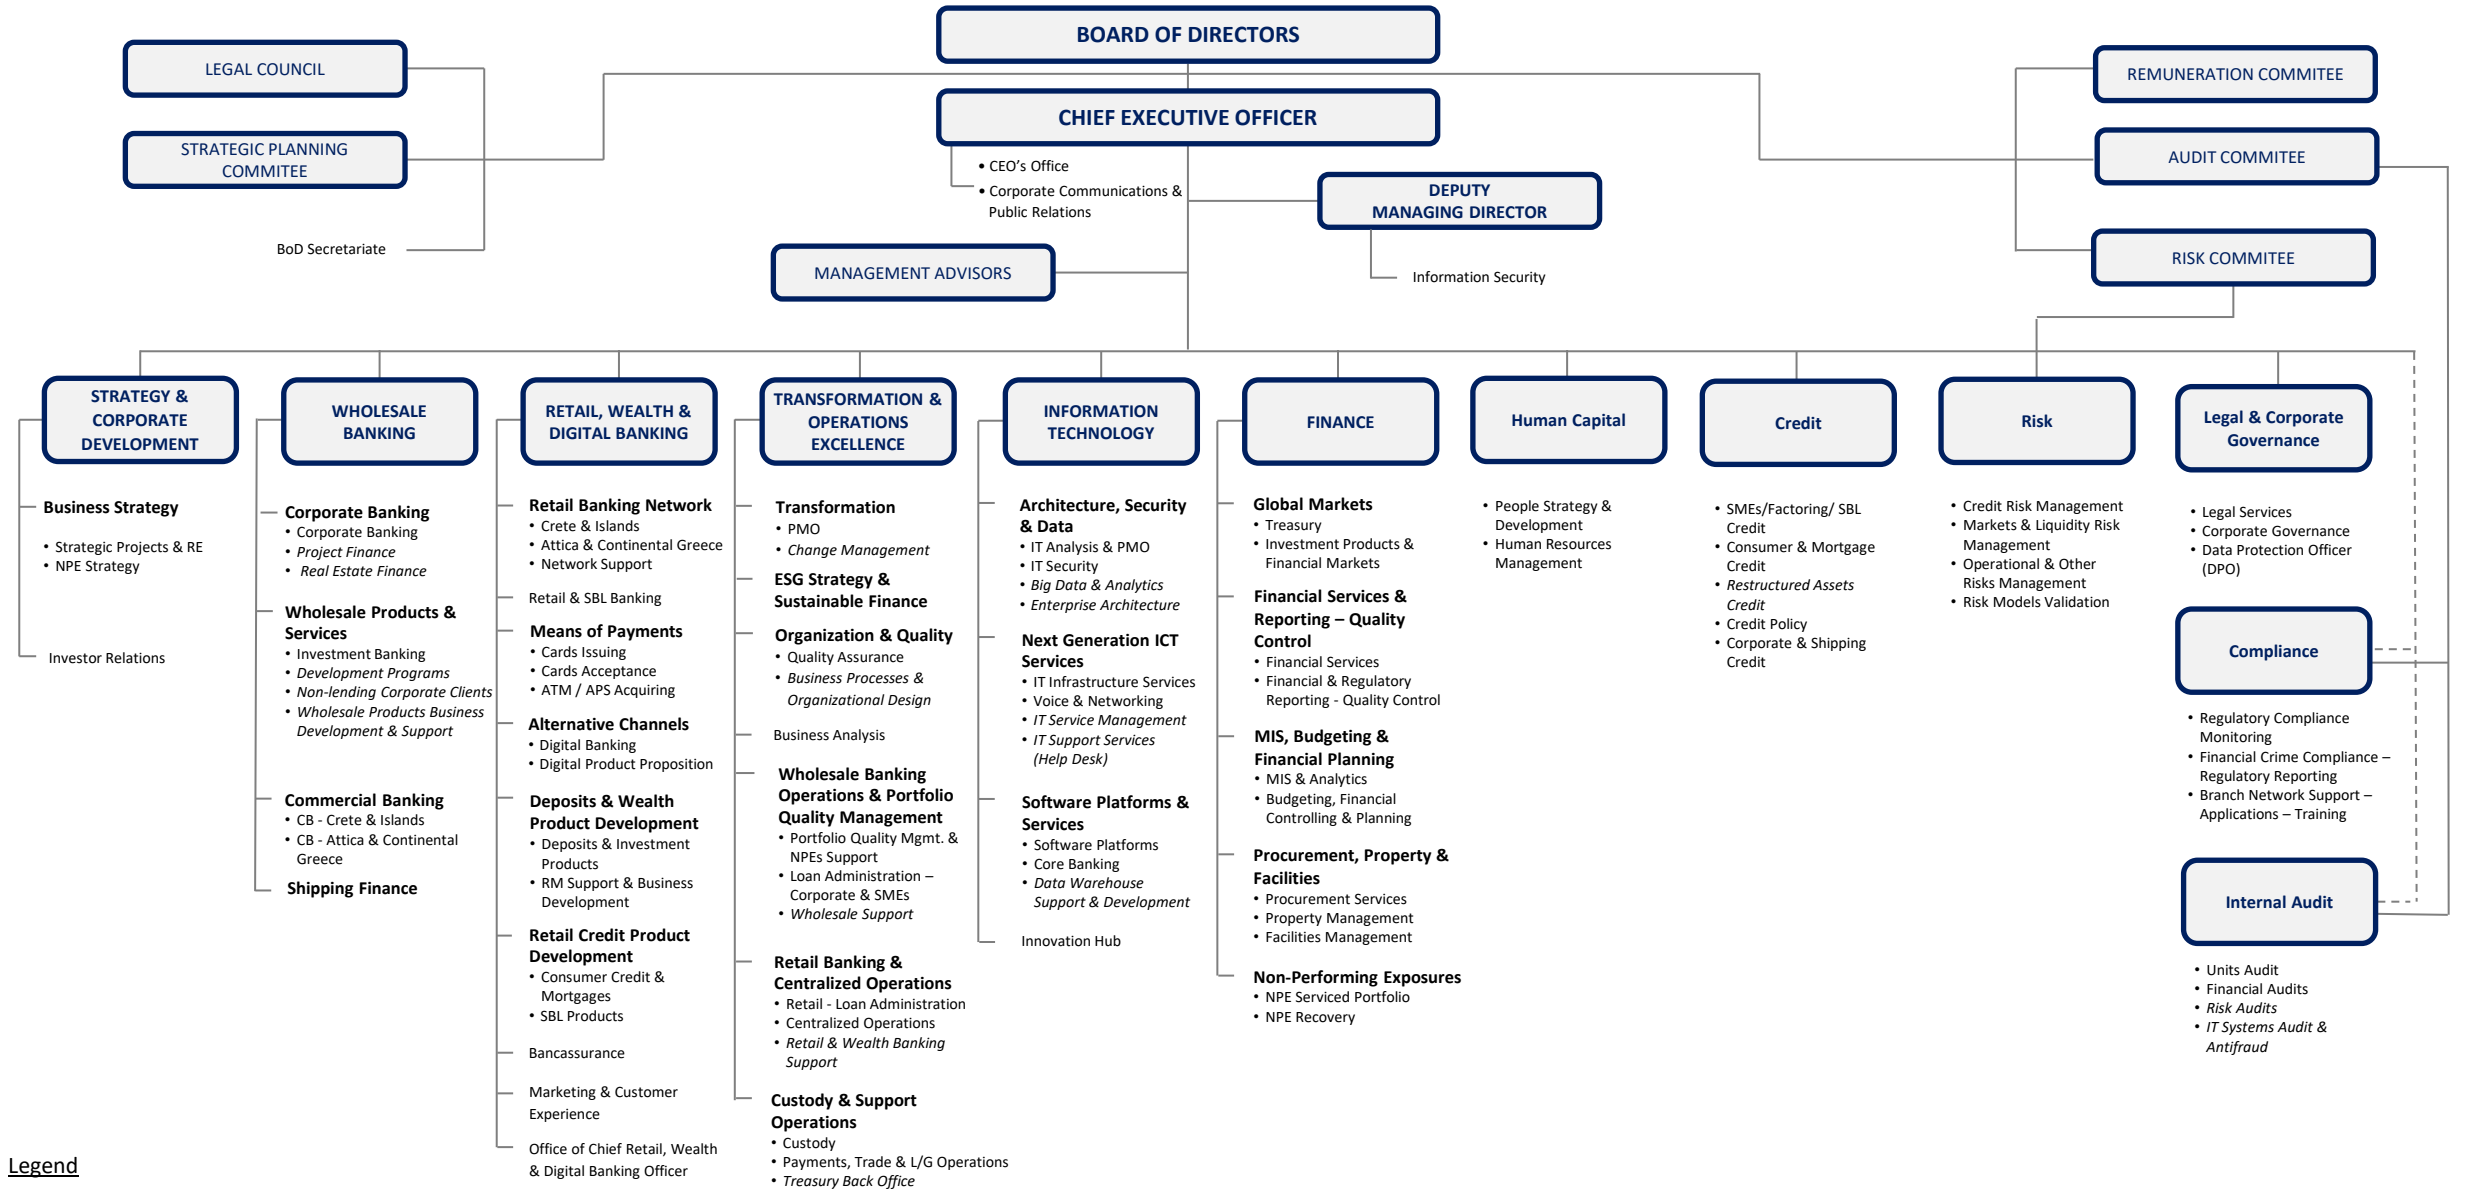 BOARD OF DIRECTORS
LEGAL COUNCIL
REMUNERATION COMMITEE
CHIEF EXECUTIVE OFFICER
STRATEGIC PLANNING
COMMITEE
AUDIT COMMITEE
• CEO's Office
• Corporate Communications &
Public Relations
DEPUTY
MANAGING DIRECTOR
BoD Secretariate
MANAGEMENT ADVISORS
Information Security
RISK COMMITEE
STRATEGY &
CORPORATE
DEVELOPMENT
Business Strategy
• Strategic Projects & RE
• NPE Strategy
Investor Relations
WHOLESALE
BANKING
Corporate Banking
• Corporate Banking
• Project Finance
• Real Estate Finance
Wholesale Products &
Services
• Investment Banking
• Development Programs
• Non-lending Corporate Clients
• Wholesale Products Business
Development & Support
Commercial Banking
• CB - Crete & Islands
• CB - Attica & Continental
Greece
Shipping Finance
RETAIL, WEALTH &
DIGITAL BANKING
Retail Banking Network
• Crete & Islands
• Attica & Continental Greece
• Network Support
Retail & SBL Banking
Means of Payments
• Cards Issuing
• Cards Acceptance
• ATM / APS Acquiring
Alternative Channels
• Digital Banking
• Digital Product Proposition
Deposits & Wealth
Product Development
• Deposits & Investment
Products
• RM Support & Business
Development
Retail Credit Product
Development
• Consumer Credit &
Mortgages
• SBL Products
Bancassurance
Marketing & Customer
Experience
Office of Chief Retail, Wealth
& Digital Banking Officer
TRANSFORMATION &
OPERATIONS
EXCELLENCE
Transformation
• PMO
• Change Management
ESG Strategy &
Sustainable Finance
Organization & Quality
• Quality Assurance
• Business Processes &
Organizational Design
Business Analysis
Wholesale Banking
Operations & Portfolio
Quality Management
• Portfolio Quality Mgmt. &
NPEs Support
• Loan Administration –
Corporate & SMEs
• Wholesale Support
Retail Banking &
Centralized Operations
• Retail - Loan Administration
• Centralized Operations
• Retail & Wealth Banking
Support
Custody & Support
Operations
• Custody
• Payments, Trade & L/G Operations
• Treasury Back Office
INFORMATION
TECHNOLOGY
Architecture, Security
& Data
• IT Analysis & PMO
• IT Security
• Big Data & Analytics
• Enterprise Architecture
Next Generation ICT
Services
• IT Infrastructure Services
• Voice & Networking
• IT Service Management
• IT Support Services
(Help Desk)
Software Platforms &
Services
• Software Platforms
• Core Banking
• Data Warehouse
Support & Development
Innovation Hub
FINANCE
Global Markets
• Treasury
• Investment Products &
Financial Markets
Financial Services &
Reporting – Quality
Control
• Financial Services
• Financial & Regulatory
Reporting - Quality Control
MIS, Budgeting &
Financial Planning
• MIS & Analytics
• Budgeting, Financial
Controlling & Planning
Procurement, Property &
Facilities
• Procurement Services
• Property Management
• Facilities Management
Non-Performing Exposures
• NPE Serviced Portfolio
• NPE Recovery
Human Capital
• People Strategy &
Development
• Human Resources
Management
Credit
• SMEs/Factoring/ SBL
Credit
• Consumer & Mortgage
Credit
• Restructured Assets
Credit
• Credit Policy
• Corporate & Shipping
Credit
Risk
• Credit Risk Management
• Markets & Liquidity Risk
Management
• Operational & Other
Risks Management
• Risk Models Validation
Legal & Corporate
Governance
• Legal Services
• Corporate Governance
• Data Protection Officer
(DPO)
Compliance
• Regulatory Compliance
Monitoring
• Financial Crime Compliance –
Regulatory Reporting
• Branch Network Support –
Applications – Training
Internal Audit
• Units Audit
• Financial Audits
• Risk Audits
• IT Systems Audit &
Antifraud
Legend